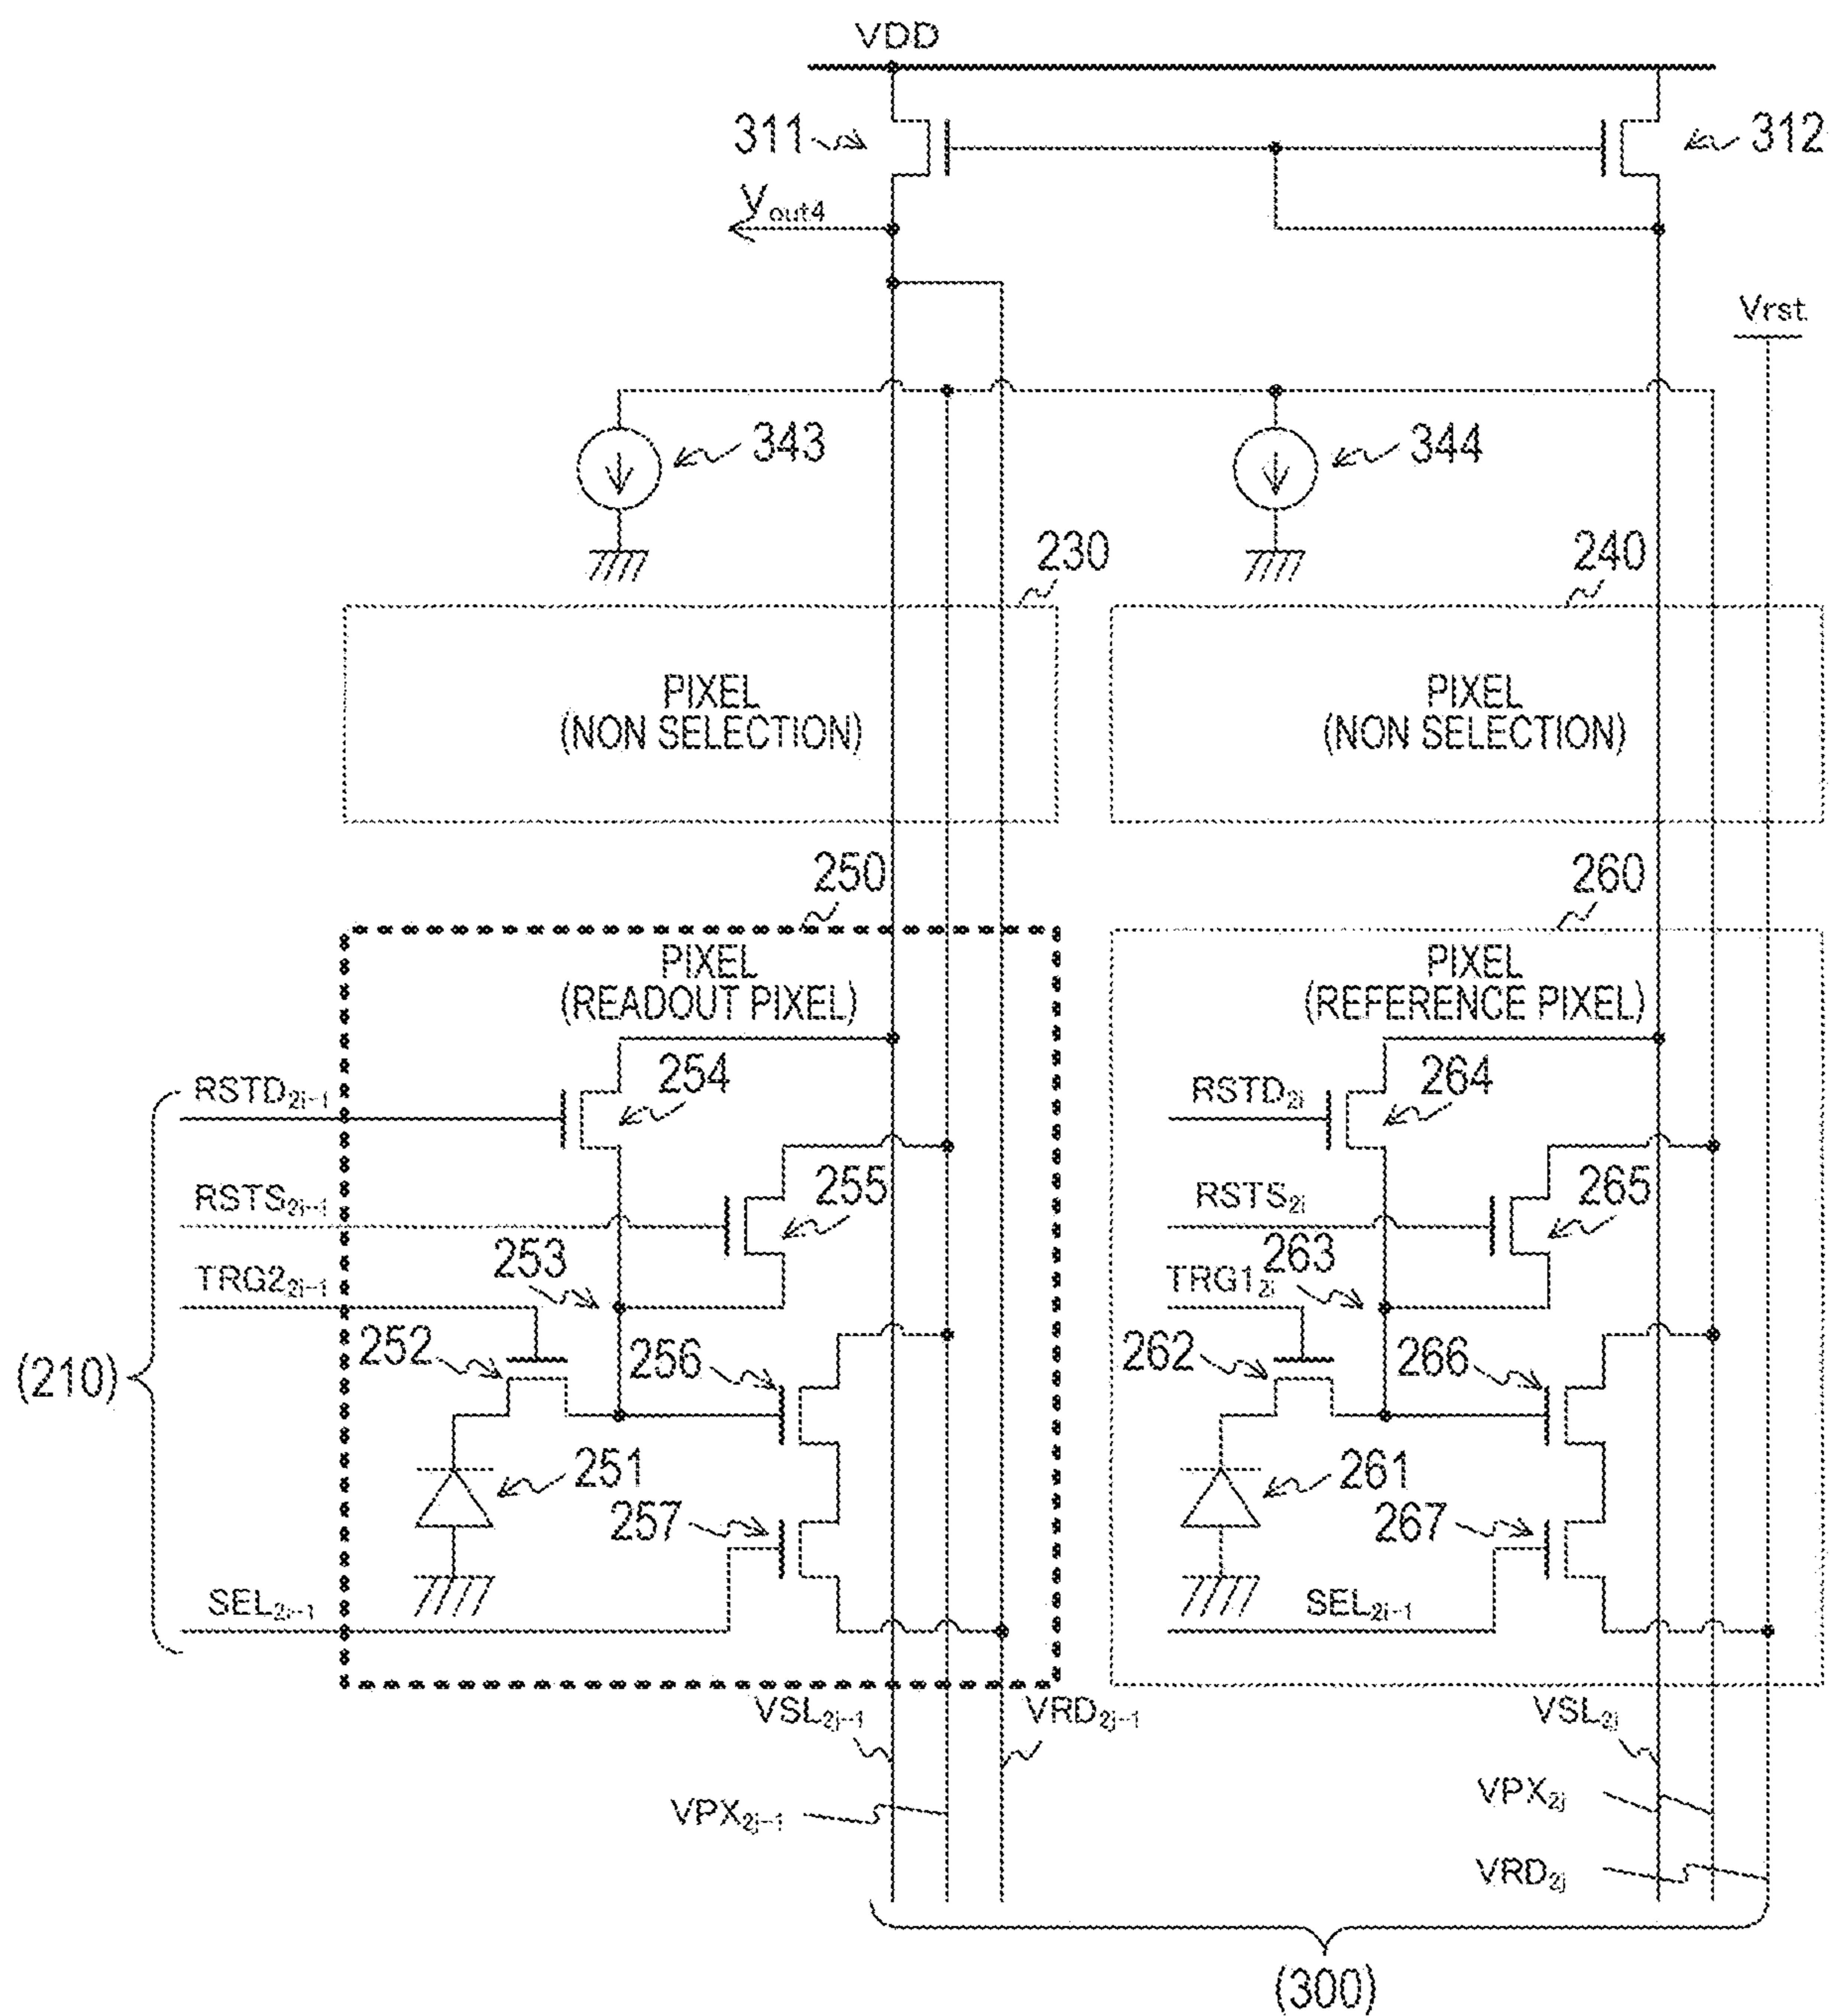 VDD
311
312
Vout4
Vrst
343
344
230
240
PIXEL
(NON SELECTION)
PIXEL
(NON SELECTION)
250
260
PIXEL
(READOUT PIXEL)
PIXEL
(REFERENCE PIXEL)
RSTD2i-1
254
RSTD2i
264
RSTS2i-1
255
RSTS2i
265
253
263
TRG22i-1
TRG12i
252
256
262
266
(210)
251
261
257
267
SEL2i-1
SEL2i-1
VSL2j-1
VRD2j-1
VSL2j
VPX2j-1
VPX2j
VRD2j
(300)